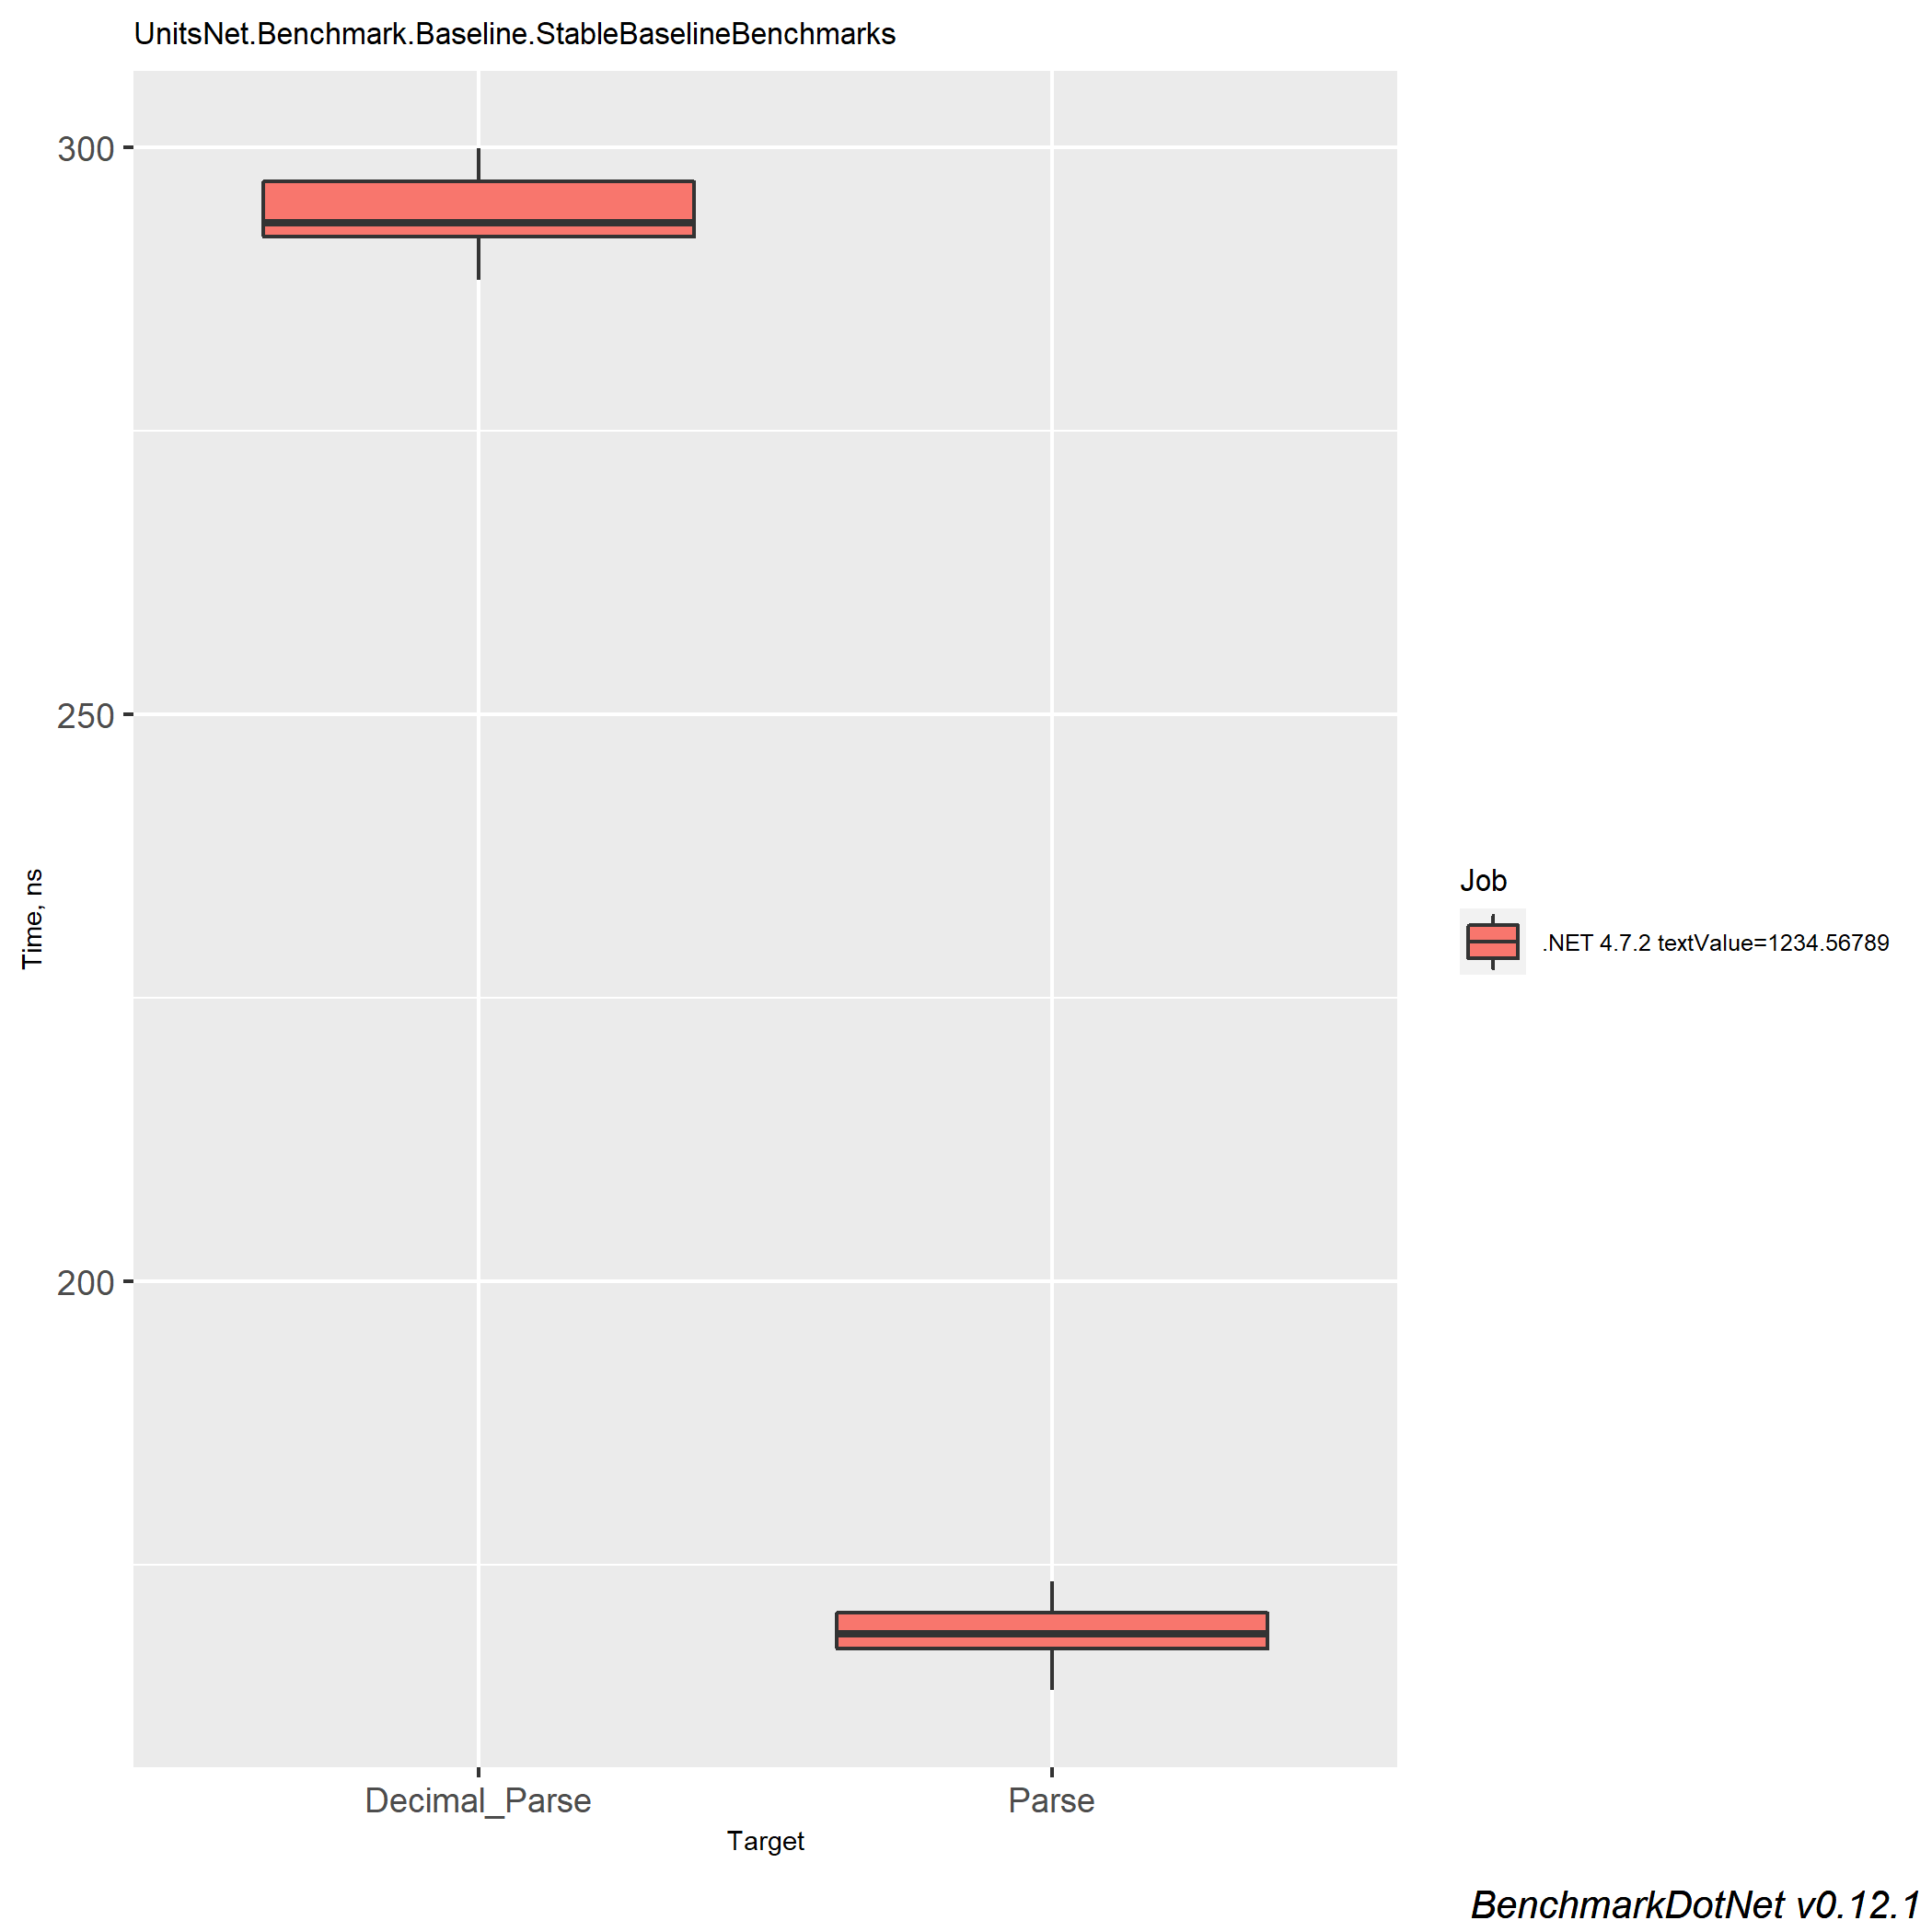 UnitsNet.Benchmark.Baseline.StableBaselineBenchmarks
300
250
200
Time, ns
Decimal_Parse
Parse
Target
Job
.NET 4.7.2 textValue=1234.56789
BenchmarkDotNet v0.12.1